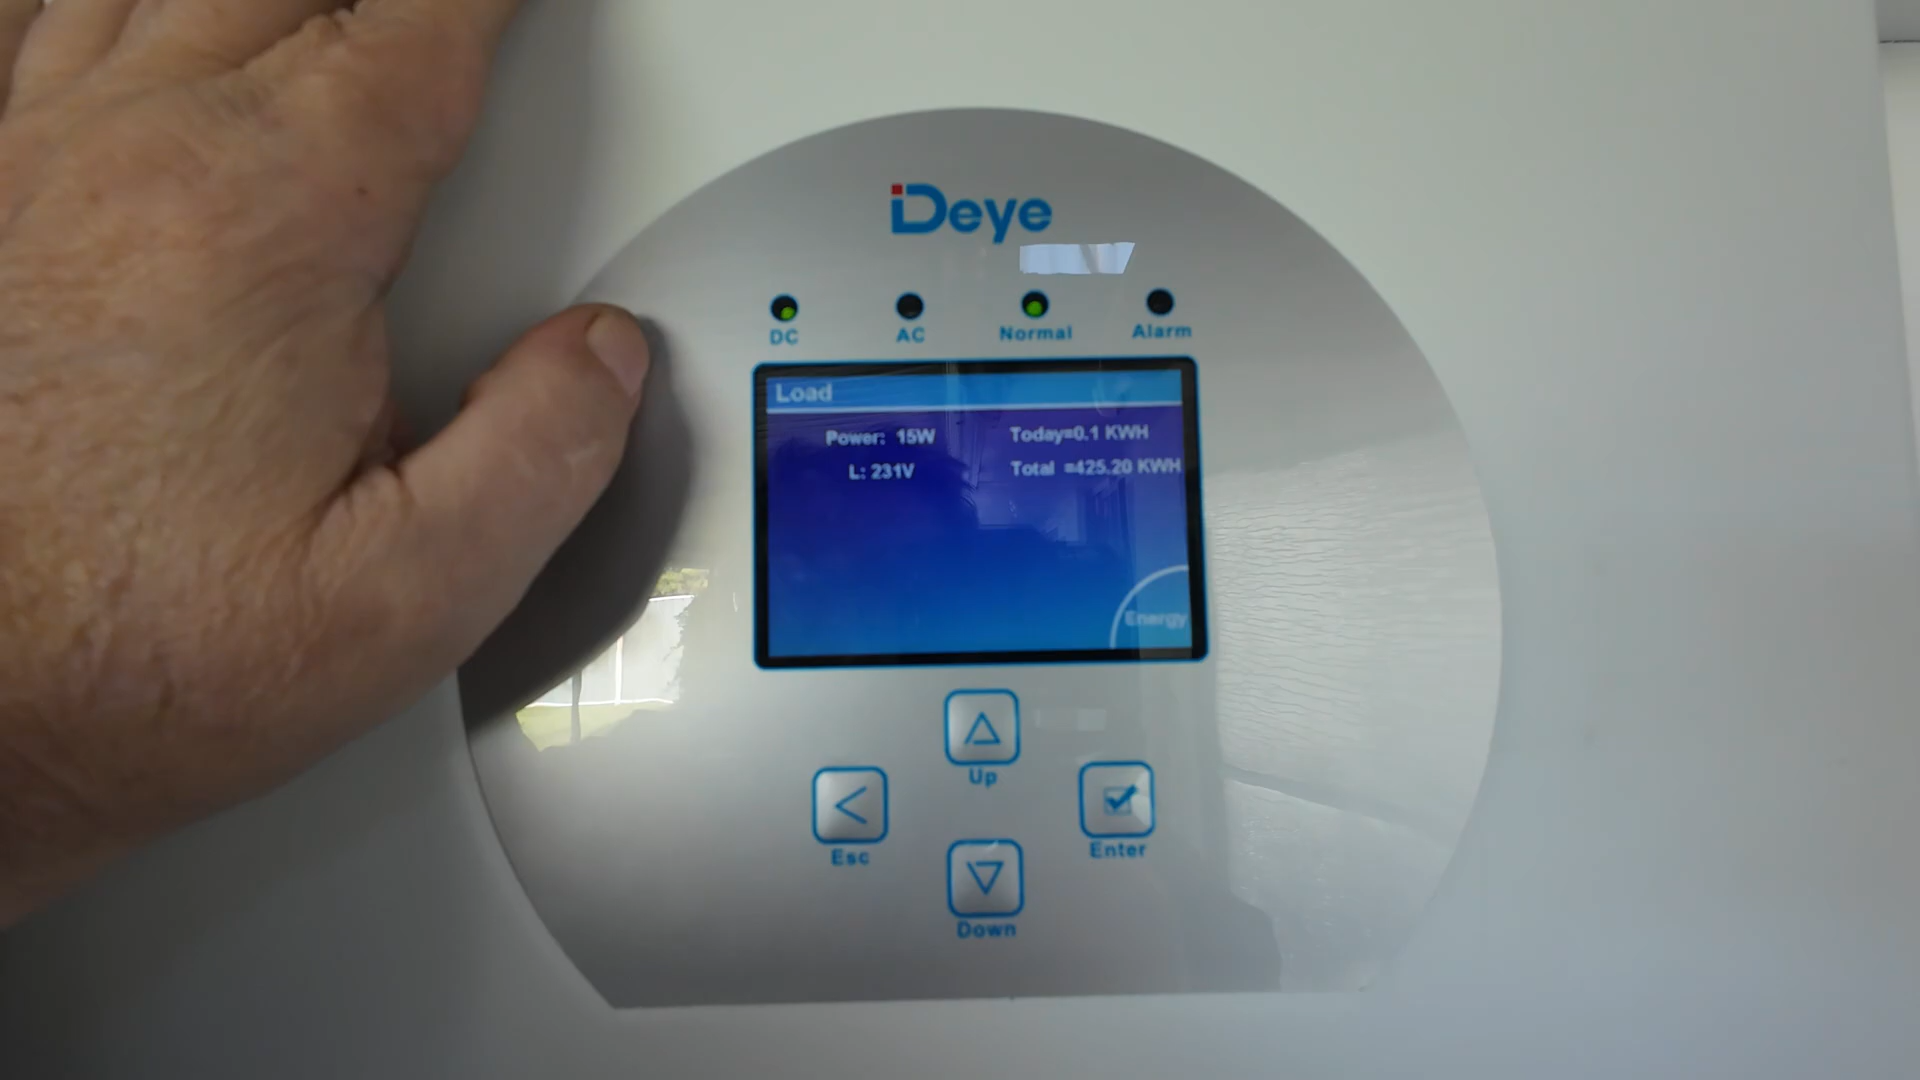 Deye
DC AC Normal Alarm
Load
Power: 15W Today=0.1 KWH
L: 231V Total =425.20 KWH
Energy
Up
Esc
Enter
Down